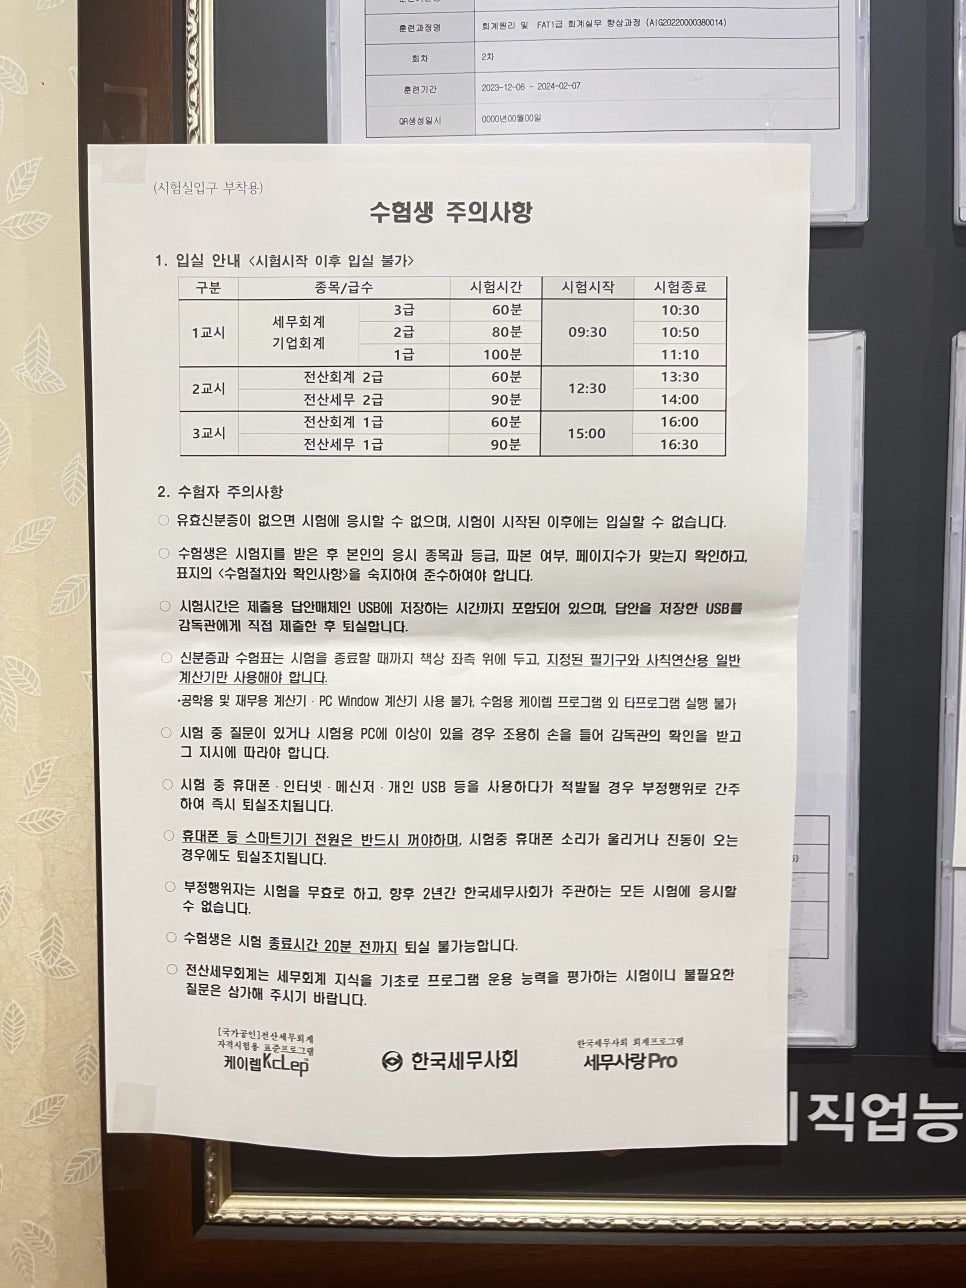 훈련과정명 회계원리 및 FAT1급 회계실무 향상과정 (AIG20220000380014)
회차 2차
훈련기간 2023-12-06 - 2024-02-07
QR생성일시 0000년00월00일
(시험실입구 부착용)
수험생 주의사항
1. 입실 안내 <시험시작 이후 입실 불가>
구분 종목/급수 시험시간 시험시작 시험종료
1교시 세무회계 기업회계 3급 60분 09:30 10:30
2급 80분 10:50
1급 100분 11:10
2교시 전산회계 2급 60분 12:30 13:30
전산세무 2급 90분 14:00
3교시 전산회계 1급 60분 15:00 16:00
전산세무 1급 90분 16:30
2. 수험자 주의사항
○ 유효신분증이 없으면 시험에 응시할 수 없으며, 시험이 시작된 이후에는 입실할 수 없습니다.
○ 수험생은 시험지를 받은 후 본인의 응시 종목과 등급, 파본 여부, 페이지수가 맞는지 확인하고,
표지의 <수험절차와 확인사항>을 숙지하여 준수하여야 합니다.
○ 시험시간은 제출용 답안매체인 USB에 저장하는 시간까지 포함되어 있으며, 답안을 저장한 USB를
감독관에게 직접 제출한 후 퇴실합니다.
○ 신분증과 수험표는 시험을 종료할 때까지 책상 좌측 위에 두고, 지정된 필기구와 사칙연산용 일반
계산기만 사용해야 합니다.
·공학용 및 재무용 계산기 · PC Window 계산기 사용 불가, 수험용 케이렙 프로그램 외 타프로그램 실행 불가
○ 시험 중 질문이 있거나 시험용 PC에 이상이 있을 경우 조용히 손을 들어 감독관의 확인을 받고
그 지시에 따라야 합니다.
○ 시험 중 휴대폰 · 인터넷 · 메신저 · 개인 USB 등을 사용하다가 적발될 경우 부정행위로 간주
하여 즉시 퇴실조치됩니다.
○ 휴대폰 등 스마트기기 전원은 반드시 꺼야하며, 시험중 휴대폰 소리가 울리거나 진동이 오는
경우에도 퇴실조치됩니다.
○ 부정행위자는 시험을 무효로 하고, 향후 2년간 한국세무사회가 주관하는 모든 시험에 응시할
수 없습니다.
○ 수험생은 시험 종료시간 20분 전까지 퇴실 불가능합니다.
○ 전산세무회계는 세무회계 지식을 기초로 프로그램 운용 능력을 평가하는 시험이니 불필요한
질문은 삼가해 주시기 바랍니다.
[국가공인]전산세무회계
자격시험용 표준프로그램
케이렙 KcLep
한국세무사회
한국세무사회 회계프로그램
세무사랑 Pro
직업능